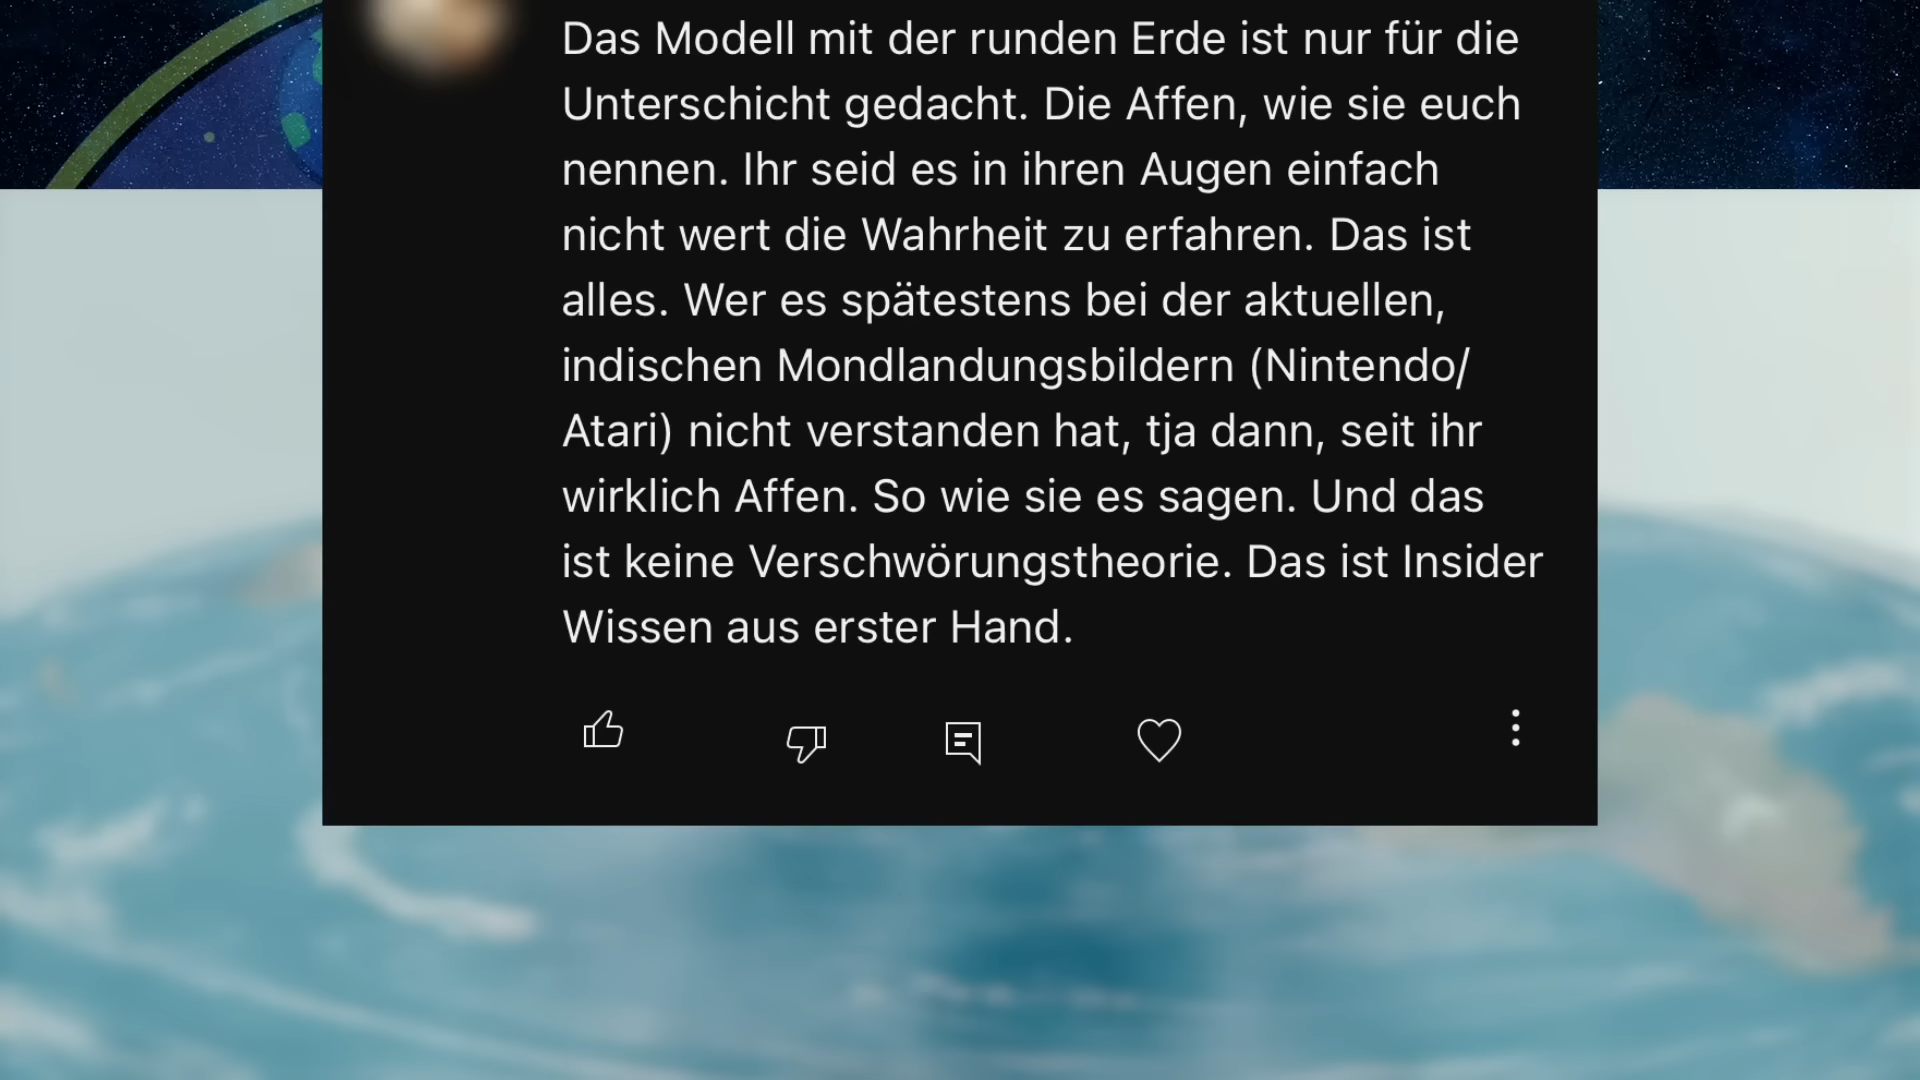 Das Modell mit der runden Erde ist nur für die
Unterschicht gedacht. Die Affen, wie sie euch
nennen. Ihr seid es in ihren Augen einfach
nicht wert die Wahrheit zu erfahren. Das ist
alles. Wer es spätestens bei der aktuellen,
indischen Mondlandungsbildern (Nintendo/
Atari) nicht verstanden hat, tja dann, seit ihr
wirklich Affen. So wie sie es sagen. Und das
ist keine Verschwörungstheorie. Das ist Insider
Wissen aus erster Hand.